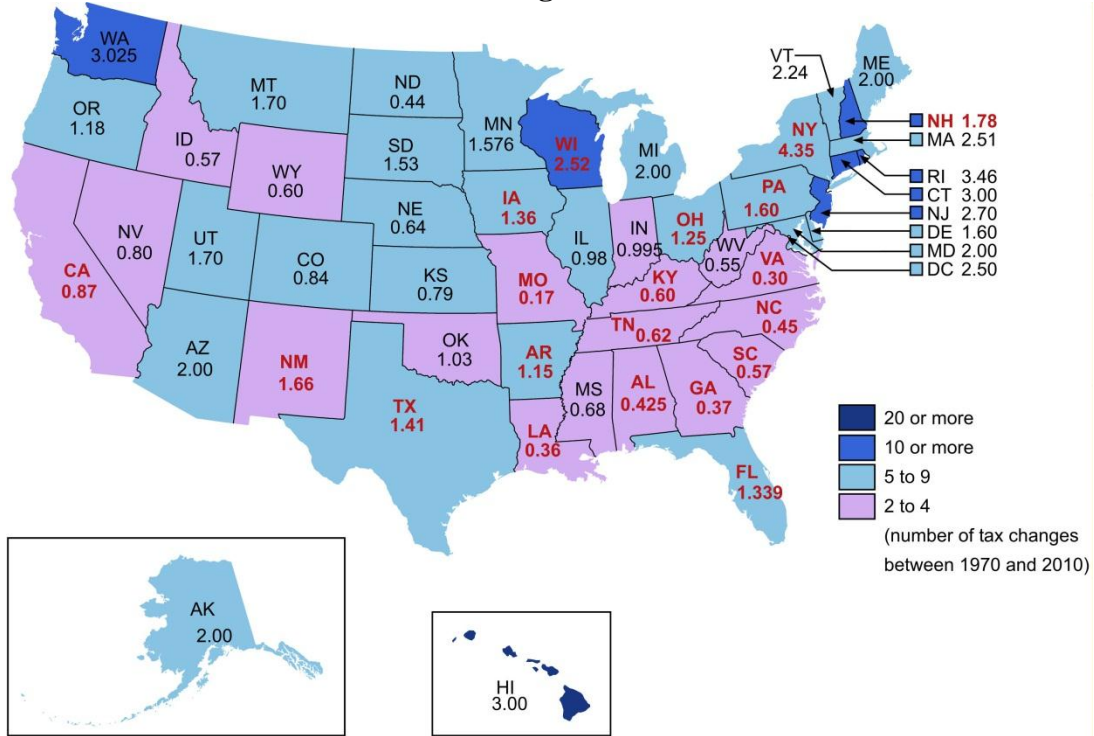 WA
3.025
MT
1.70
ND
0.44
MN
1.576
OR
1.18
ID
0.57
WY
0.60
SD
1.53
WI
2.52
MI
2.00
NY
4.35
VT
2.24
ME
2.00
NH 1.78
MA 2.51
RI 3.46
CT 3.00
NJ 2.70
DE 1.60
MD 2.00
DC 2.50
NV
0.80
UT
1.70
CO
0.84
NE
0.64
IA
1.36
IL
0.98
IN
0.995
OH
1.25
PA
1.60
WV
0.55
VA
0.30
CA
0.87
KS
0.79
MO
0.17
KY
0.60
NC
0.45
TN 0.62
SC
0.57
AZ
2.00
NM
1.66
OK
1.03
AR
1.15
MS
0.68
AL
0.425
GA
0.37
TX
1.41
LA
0.36
FL
1.339
20 or more
10 or more
5 to 9
2 to 4
(number of tax changes
between 1970 and 2010)
AK
2.00
HI
3.00